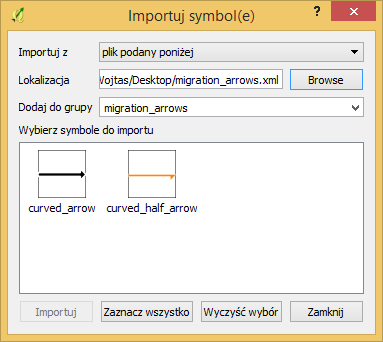 Importuj symbol(e)
?
Importuj z
plik podany poniżej
Lokalizacja
Wojtas/Desktop/migration_arrows.xml
Browse
Dodaj do grupy
migration_arrows
Wybierz symbole do importu
curved_arrow
curved_half_arrow
Importuj
Zaznacz wszystko
Wyczyść wybór
Zamknij